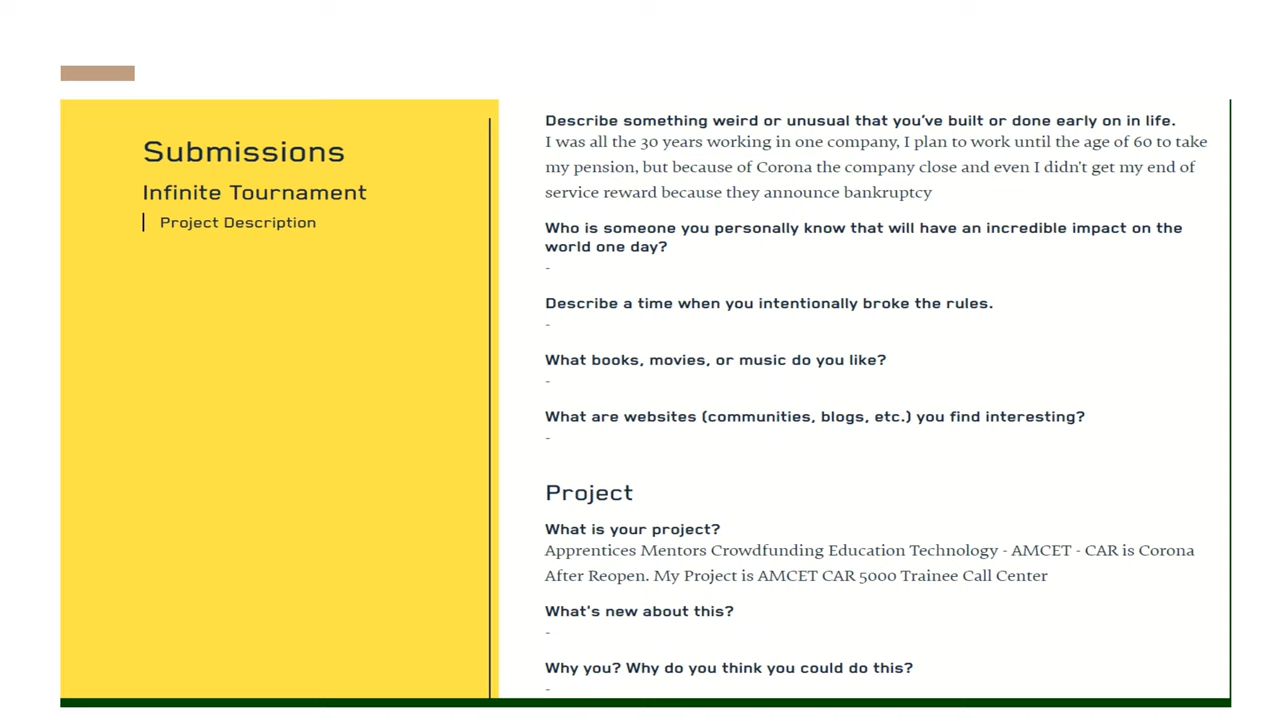 Submissions
Infinite Tournament
Project Description
Describe something weird or unusual that you've built or done early on in life.
I was all the 30 years working in one company, I plan to work until the age of 60 to take
my pension, but because of Corona the company close and even I didn't get my end of
service reward because they announce bankruptcy
Who is someone you personally know that will have an incredible impact on the
world one day?
-
Describe a time when you intentionally broke the rules.
-
What books, movies, or music do you like?
-
What are websites (communities, blogs, etc.) you find interesting?
-
Project
What is your project?
Apprentices Mentors Crowdfunding Education Technology - AMCET - CAR is Corona
After Reopen. My Project is AMCET CAR 5000 Trainee Call Center
What's new about this?
-
Why you? Why do you think you could do this?
-